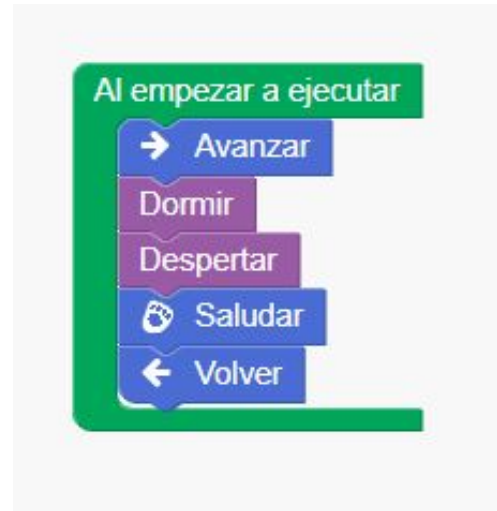 Al empezar a ejecutar
Avanzar
Dormir
Despertar
Saludar
Volver